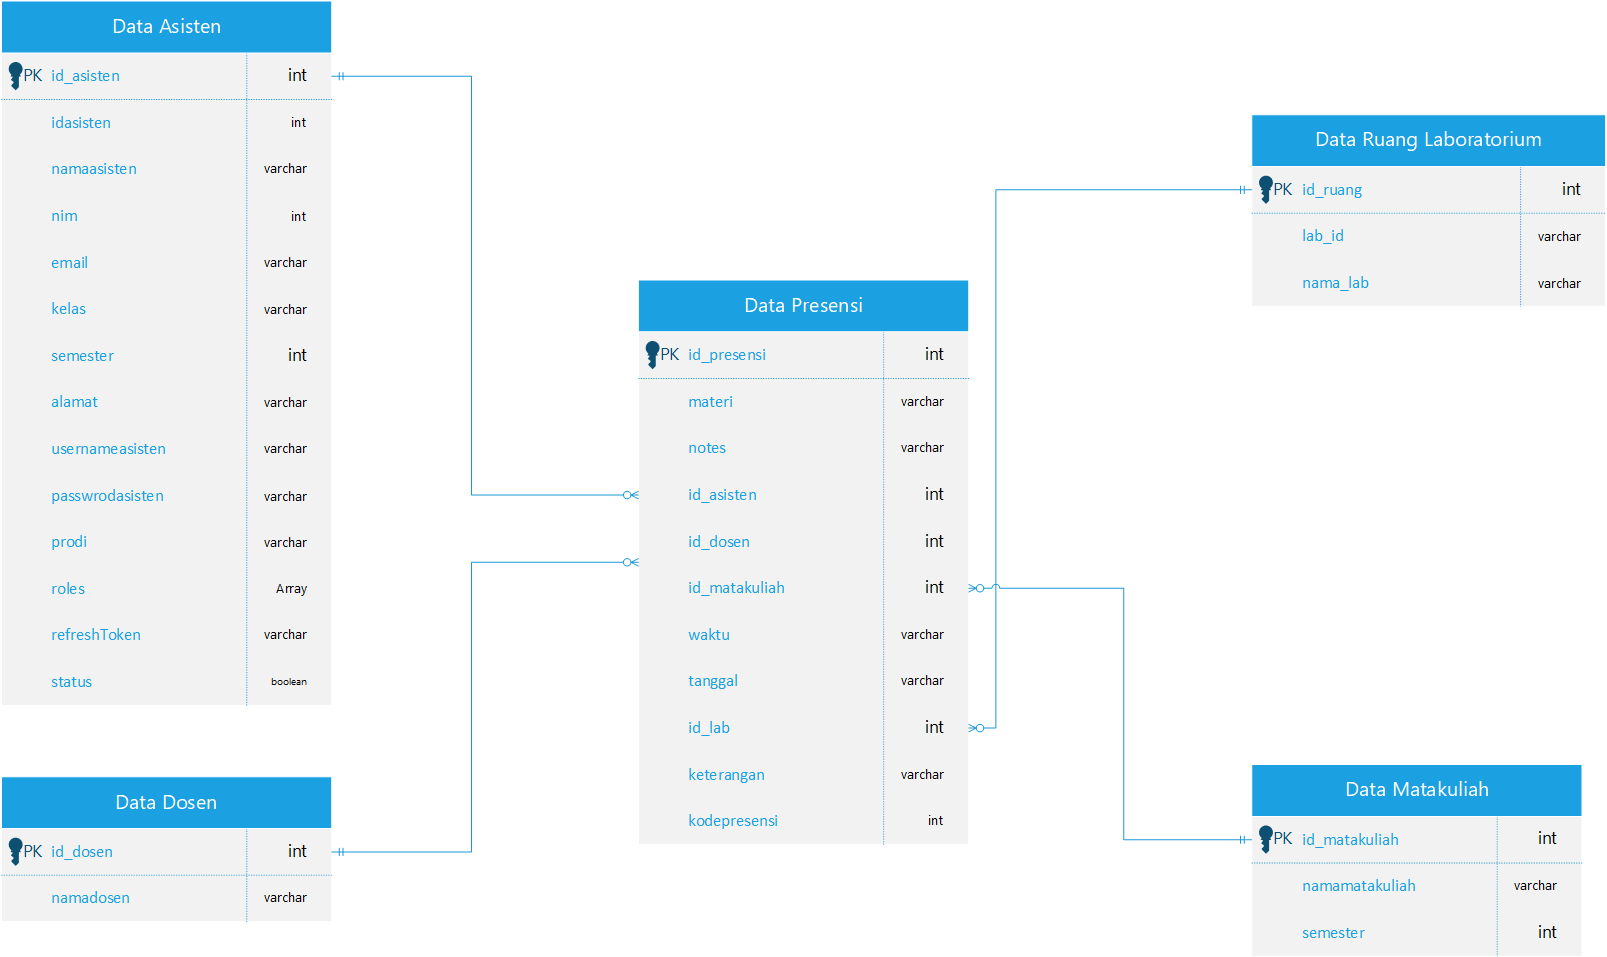 Data Asisten
PK id_asisten int
idasisten int
namaasisten varchar
nim int
email varchar
kelas varchar
semester int
alamat varchar
usernameasisten varchar
passwrodasisten varchar
prodi varchar
roles Array
refreshToken varchar
status boolean
Data Dosen
PK id_dosen int
namadosen varchar
Data Presensi
PK id_presensi int
materi varchar
notes varchar
id_asisten int
id_dosen int
id_matakuliah int
waktu varchar
tanggal varchar
id_lab int
keterangan varchar
kodepresensi int
Data Ruang Laboratorium
PK id_ruang int
lab_id varchar
nama_lab varchar
Data Matakuliah
PK id_matakuliah int
namamatakuliah varchar
semester int